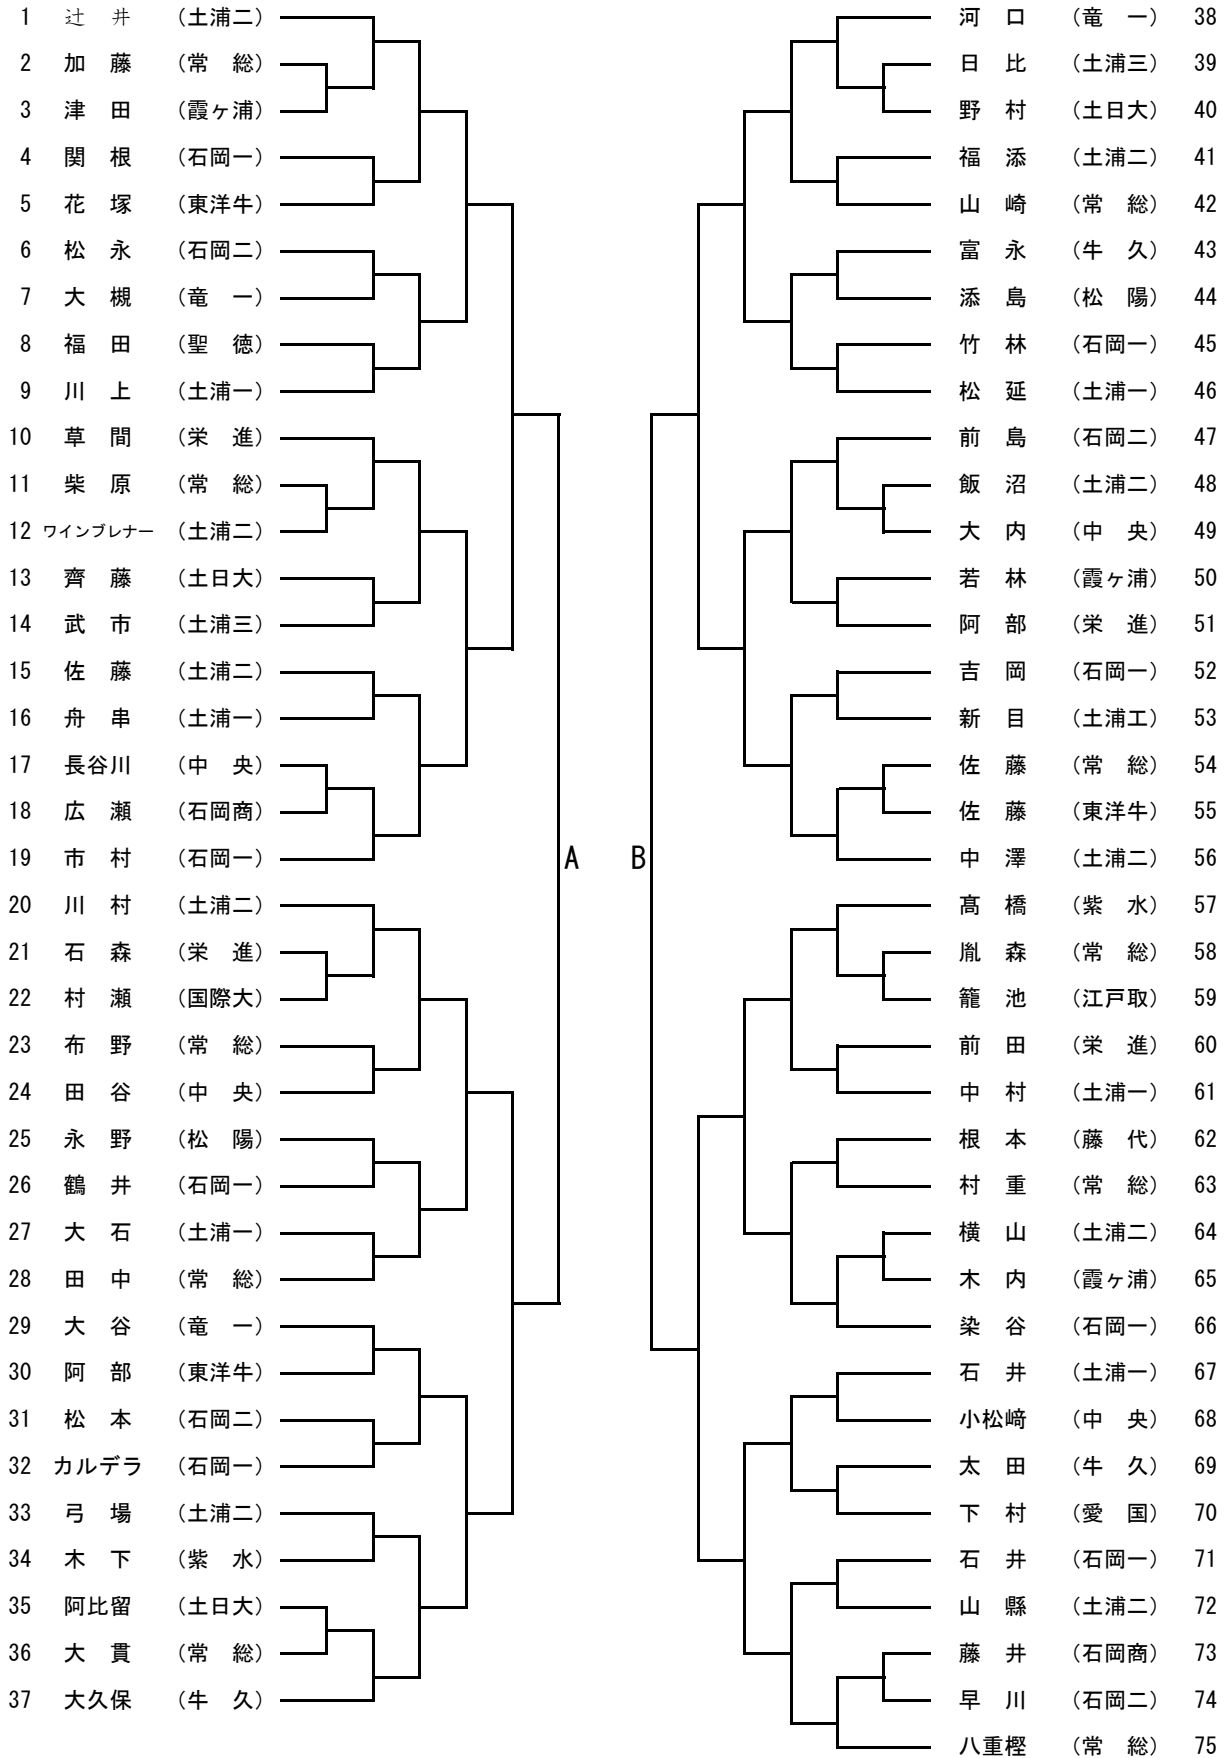 1 辻 井 （土浦二）
2 加 藤 （常 総）
3 津 田 （霞ヶ浦）
4 関 根 （石岡一）
5 花 塚 （東洋牛）
6 松 永 （石岡二）
7 大 槻 （竜 一）
8 福 田 （聖 徳）
9 川 上 （土浦一）
10 草 間 （栄 進）
11 柴 原 （常 総）
12 ワインブレナー （土浦二）
13 齊 藤 （土日大）
14 武 市 （土浦三）
15 佐 藤 （土浦二）
16 舟 串 （土浦一）
17 長谷川 （中 央）
18 広 瀬 （石岡商）
19 市 村 （石岡一）
20 川 村 （土浦二）
21 石 森 （栄 進）
22 村 瀬 （国際大）
23 布 野 （常 総）
24 田 谷 （中 央）
25 永 野 （松 陽）
26 鶴 井 （石岡一）
27 大 石 （土浦一）
28 田 中 （常 総）
29 大 谷 （竜 一）
30 阿 部 （東洋牛）
31 松 本 （石岡二）
32 カルデラ （石岡一）
33 弓 場 （土浦二）
34 木 下 （紫 水）
35 阿比留 （土日大）
36 大 貫 （常 総）
37 大久保 （牛 久）
A B
河 口 （竜 一） 38
日 比 （土浦三） 39
野 村 （土日大） 40
福 添 （土浦二） 41
山 崎 （常 総） 42
富 永 （牛 久） 43
添 島 （松 陽） 44
竹 林 （石岡一） 45
松 延 （土浦一） 46
前 島 （石岡二） 47
飯 沼 （土浦二） 48
大 内 （中 央） 49
若 林 （霞ヶ浦） 50
阿 部 （栄 進） 51
吉 岡 （石岡一） 52
新 目 （土浦工） 53
佐 藤 （常 総） 54
佐 藤 （東洋牛） 55
中 澤 （土浦二） 56
髙 橋 （紫 水） 57
胤 森 （常 総） 58
籠 池 （江戸取） 59
前 田 （栄 進） 60
中 村 （土浦一） 61
根 本 （藤 代） 62
村 重 （常 総） 63
横 山 （土浦二） 64
木 内 （霞ヶ浦） 65
染 谷 （石岡一） 66
石 井 （土浦一） 67
小松﨑 （中 央） 68
太 田 （牛 久） 69
下 村 （愛 国） 70
石 井 （石岡一） 71
山 縣 （土浦二） 72
藤 井 （石岡商） 73
早 川 （石岡二） 74
八重樫 （常 総） 75